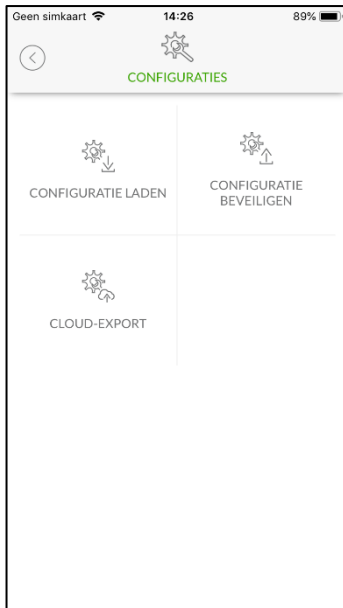 Geen simkaart 14:26 89%
CONFIGURATIES
CONFIGURATIE LADEN
CONFIGURATIE
BEVEILIGEN
CLOUD-EXPORT